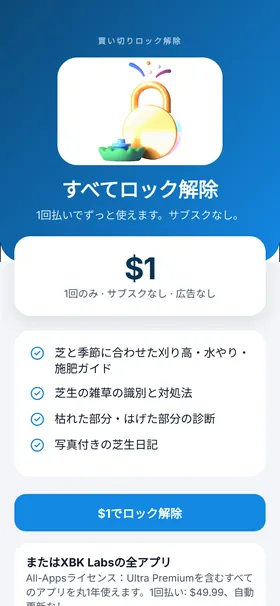 買い切りロック解除
すべてロック解除
1回払いでずっと使えます。サブスクなし。
$1
1回のみ · サブスクなし · 広告なし
芝と季節に合わせた刈り高・水やり・
施肥ガイド
芝生の雑草の識別と対処法
枯れた部分・はげた部分の診断
写真付きの芝生日記
$1でロック解除
またはXBK Labsの全アプリ
All-Appsライセンス：Ultra Premiumを含むすべて
のアプリを丸1年使えます。1回払い: $49.99、自動
更新なし